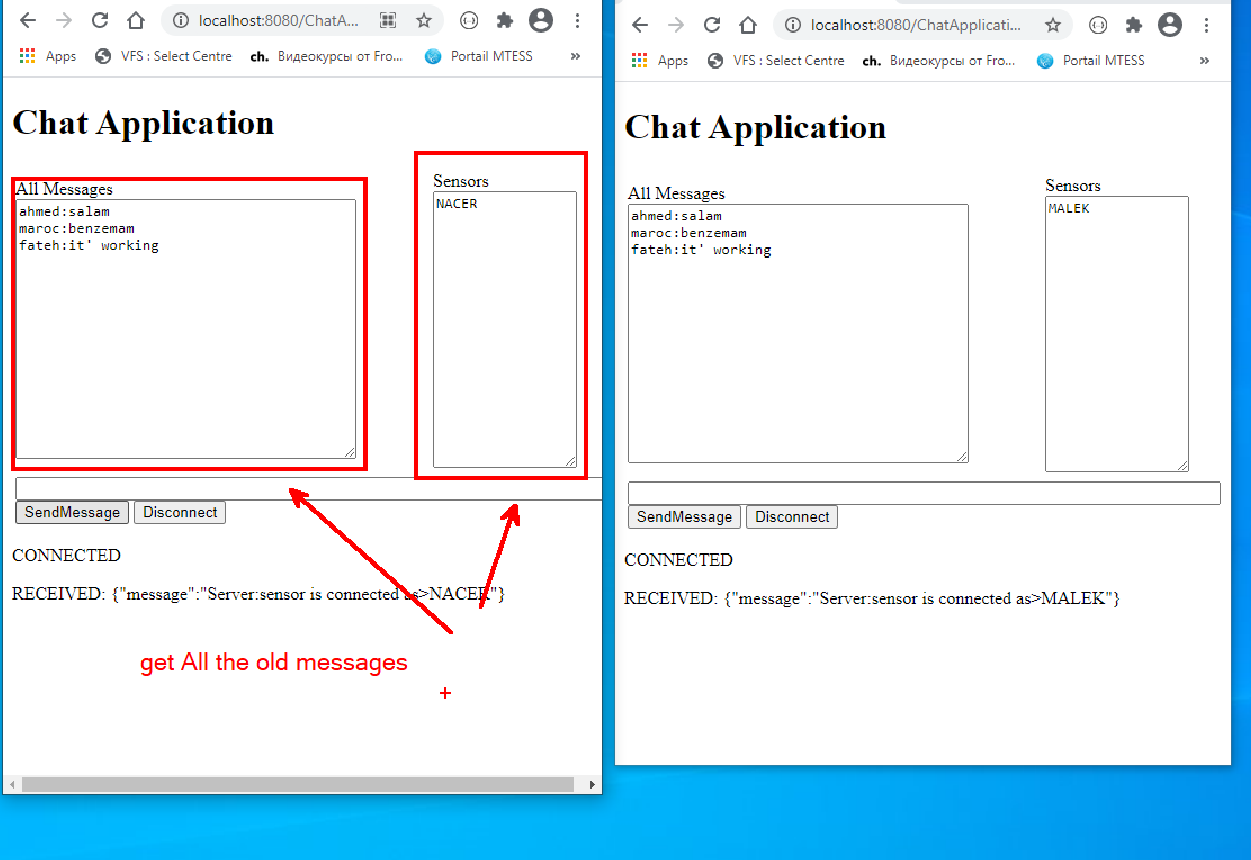 localhost:8080/ChatA...
Apps VFS : Select Centre ch. Видеокурсы от Fro... Portail MTESS »
Chat Application
All Messages
ahmed:salam
maroc:benzemam
fateh:it' working
Sensors
NACER
SendMessage Disconnect
CONNECTED
RECEIVED: {"message":"Server:sensor is connected as>NACER"}
get All the old messages
localhost:8080/ChatApplicati...
Apps VFS : Select Centre ch. Видеокурсы от Fro... Portail MTESS »
Chat Application
All Messages
ahmed:salam
maroc:benzemam
fateh:it' working
Sensors
MALEK
SendMessage Disconnect
CONNECTED
RECEIVED: {"message":"Server:sensor is connected as>MALEK"}